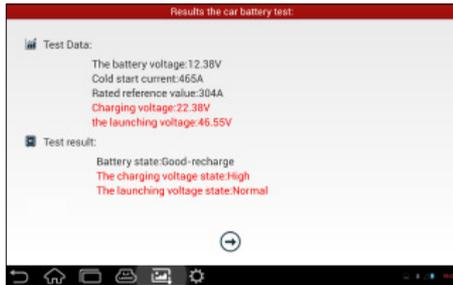 Results the car battery test:
Test Data:
The battery voltage:12.38V
Cold start current:465A
Rated reference value:304A
Charging voltage:22.38V
the launching voltage:46.55V
Test result:
Battery state:Good-recharge
The charging voltage state:High
The launching voltage state:Normal